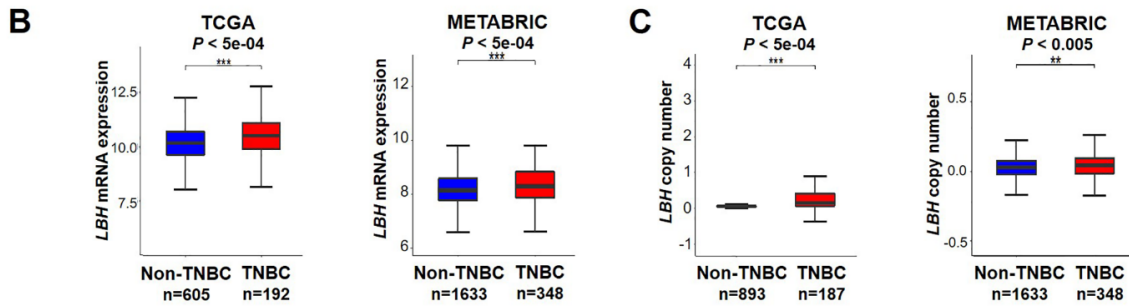 B
TCGA
P < 5e-04
***
LBH mRNA expression
12.5
10.0
7.5
Non-TNBC TNBC
n=605 n=192
METABRIC
P < 5e-04
***
LBH mRNA expression
12
10
8
6
Non-TNBC TNBC
n=1633 n=348
C
TCGA
P < 5e-04
***
LBH copy number
4
3
2
1
0
-1
Non-TNBC TNBC
n=893 n=187
METABRIC
P < 0.005
**
LBH copy number
0.5
0.0
-0.5
Non-TNBC TNBC
n=1633 n=348